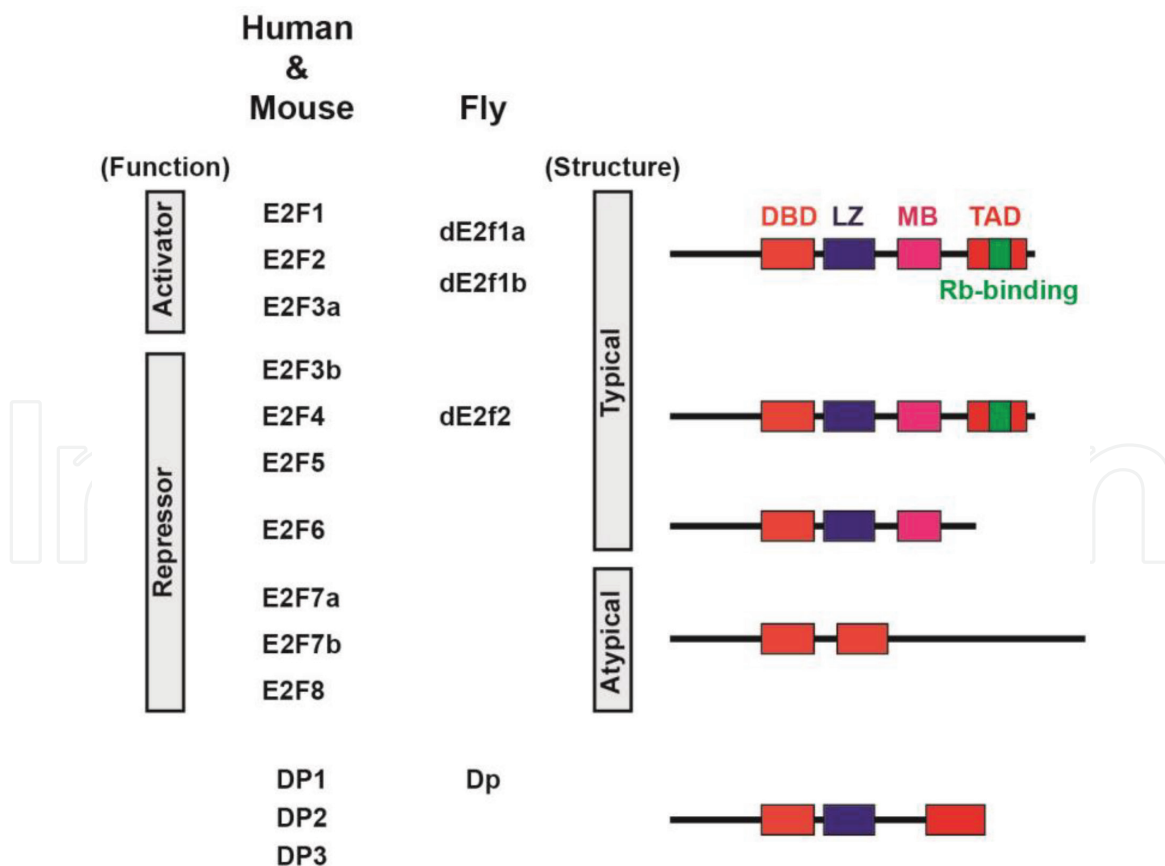 Human
&
Mouse
Fly
(Function)
(Structure)
Activator
E2F1
E2F2
E2F3a
dE2f1a
dE2f1b
Typical
DBD LZ MB TAD
Rb-binding
Repressor
E2F3b
E2F4
E2F5
dE2f2
E2F6
E2F7a
E2F7b
E2F8
Atypical
DP1
DP2
DP3
Dp